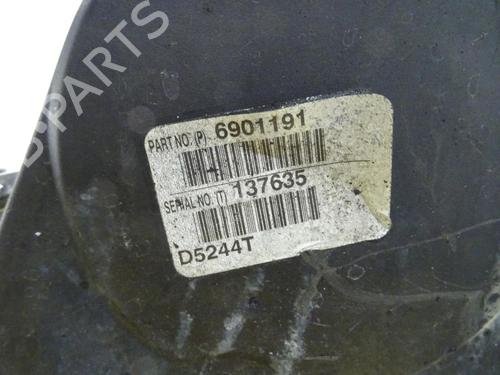 B-PARTS
PART NO. (P) 6901191
SERIAL NO. (T) 137635
D5244T